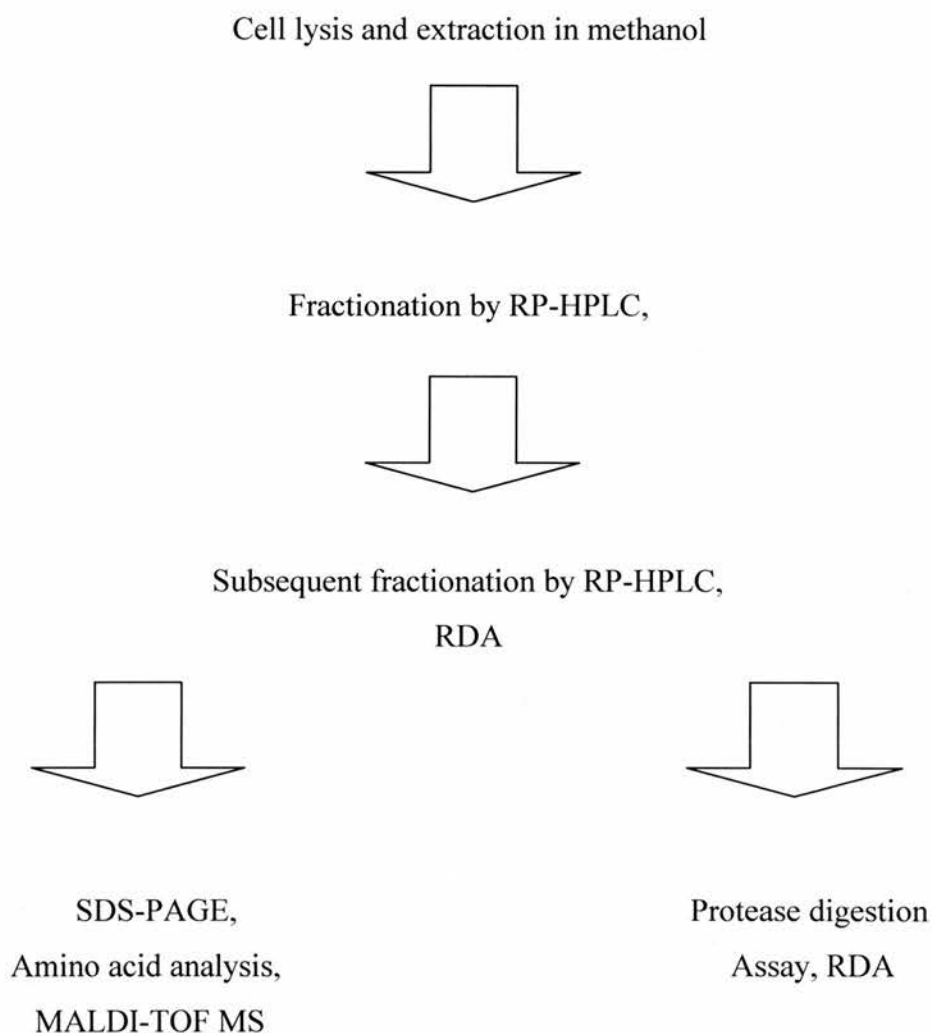 Cell lysis and extraction in methanol
Fractionation by RP-HPLC,
Subsequent fractionation by RP-HPLC,
RDA
SDS-PAGE,
Amino acid analysis,
MALDI-TOF MS
Protease digestion
Assay, RDA